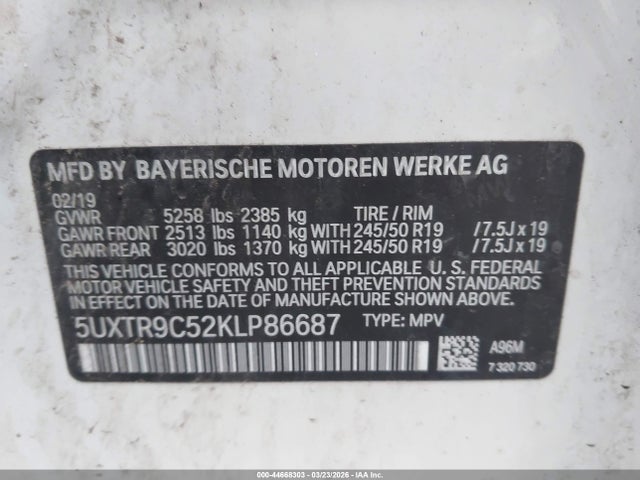 MFD BY BAYERISCHE MOTOREN WERKE AG
02/19
GVWR 5258 lbs 2385 kg TIRE / RIM
GAWR FRONT 2513 lbs 1140 kg WITH 245/50 R19 /7.5J x 19
GAWR REAR 3020 lbs 1370 kg WITH 245/50 R19 /7.5J x 19
THIS VEHICLE CONFORMS TO ALL APPLICABLE U. S. FEDERAL
MOTOR VEHICLE SAFETY AND THEFT PREVENTION STANDARDS
IN EFFECT ON THE DATE OF MANUFACTURE SHOWN ABOVE.
5UXTR9C52KLP86687 TYPE: MPV
A96M
7 320 730
000-44668303 - 03/23/2026 - COPART